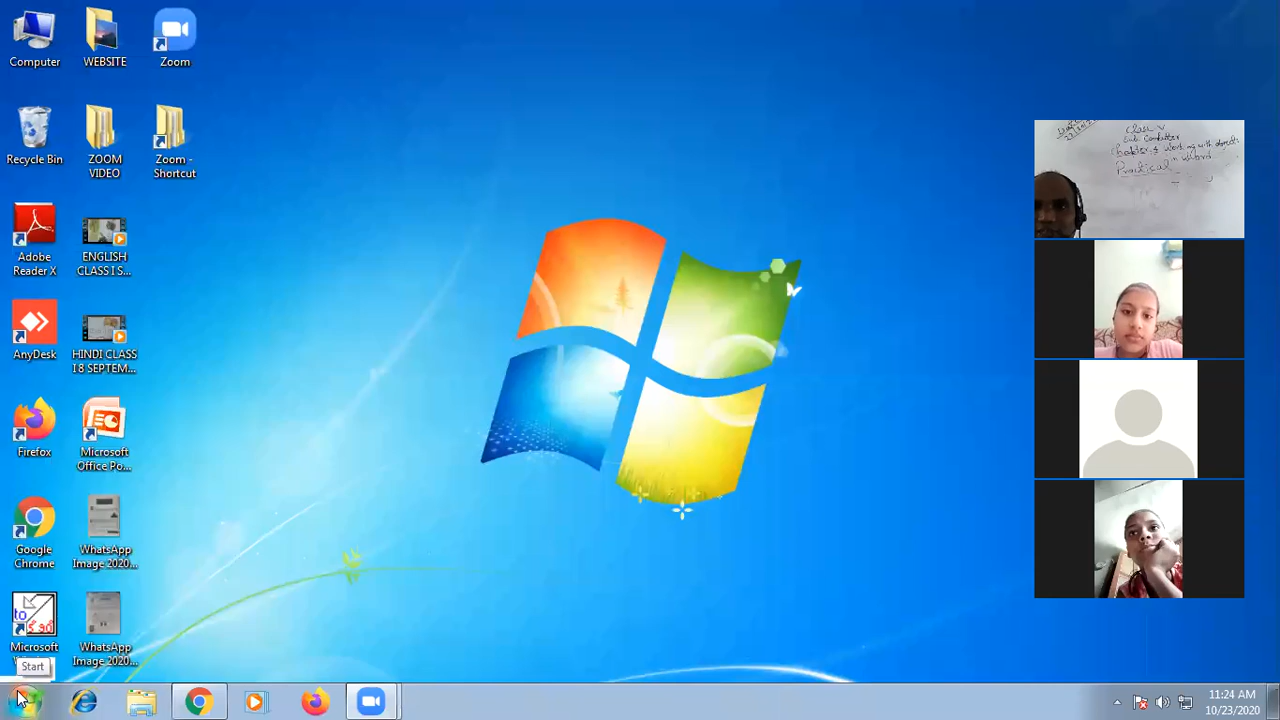 Computer
WEBSITE
Zoom
Recycle Bin
ZOOM
VIDEO
Zoom -
Shortcut
Adobe
Reader X
ENGLISH
CLASS I S...
AnyDesk
HINDI CLASS
I 8 SEPTEM...
Firefox
Microsoft
Office Po...
Google
Chrome
WhatsApp
Image 2020...
to
Microsoft
WhatsApp
Image 2020...
Start
Class V
Chapter
Practical
11:24 AM
10/23/2020